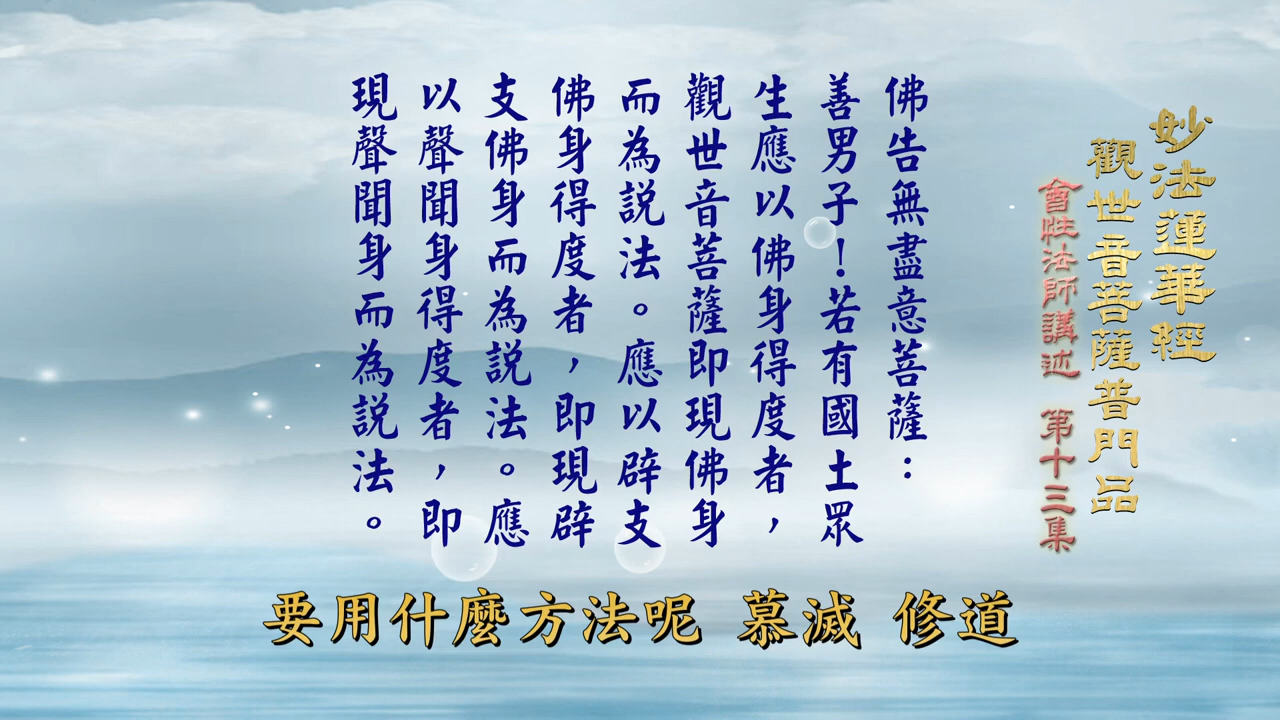 妙法蓮華經
觀世音菩薩普門品
會性法師講述 第十三集
佛告無盡意菩薩：
善男子！若有國土眾
生應以佛身得度者，
觀世音菩薩即現佛身
而為說法。應以辟支
佛身得度者，即現辟
支佛身而為說法。應
以聲聞身得度者，即
現聲聞身而為說法。
要用什麼方法呢 慕滅 修道